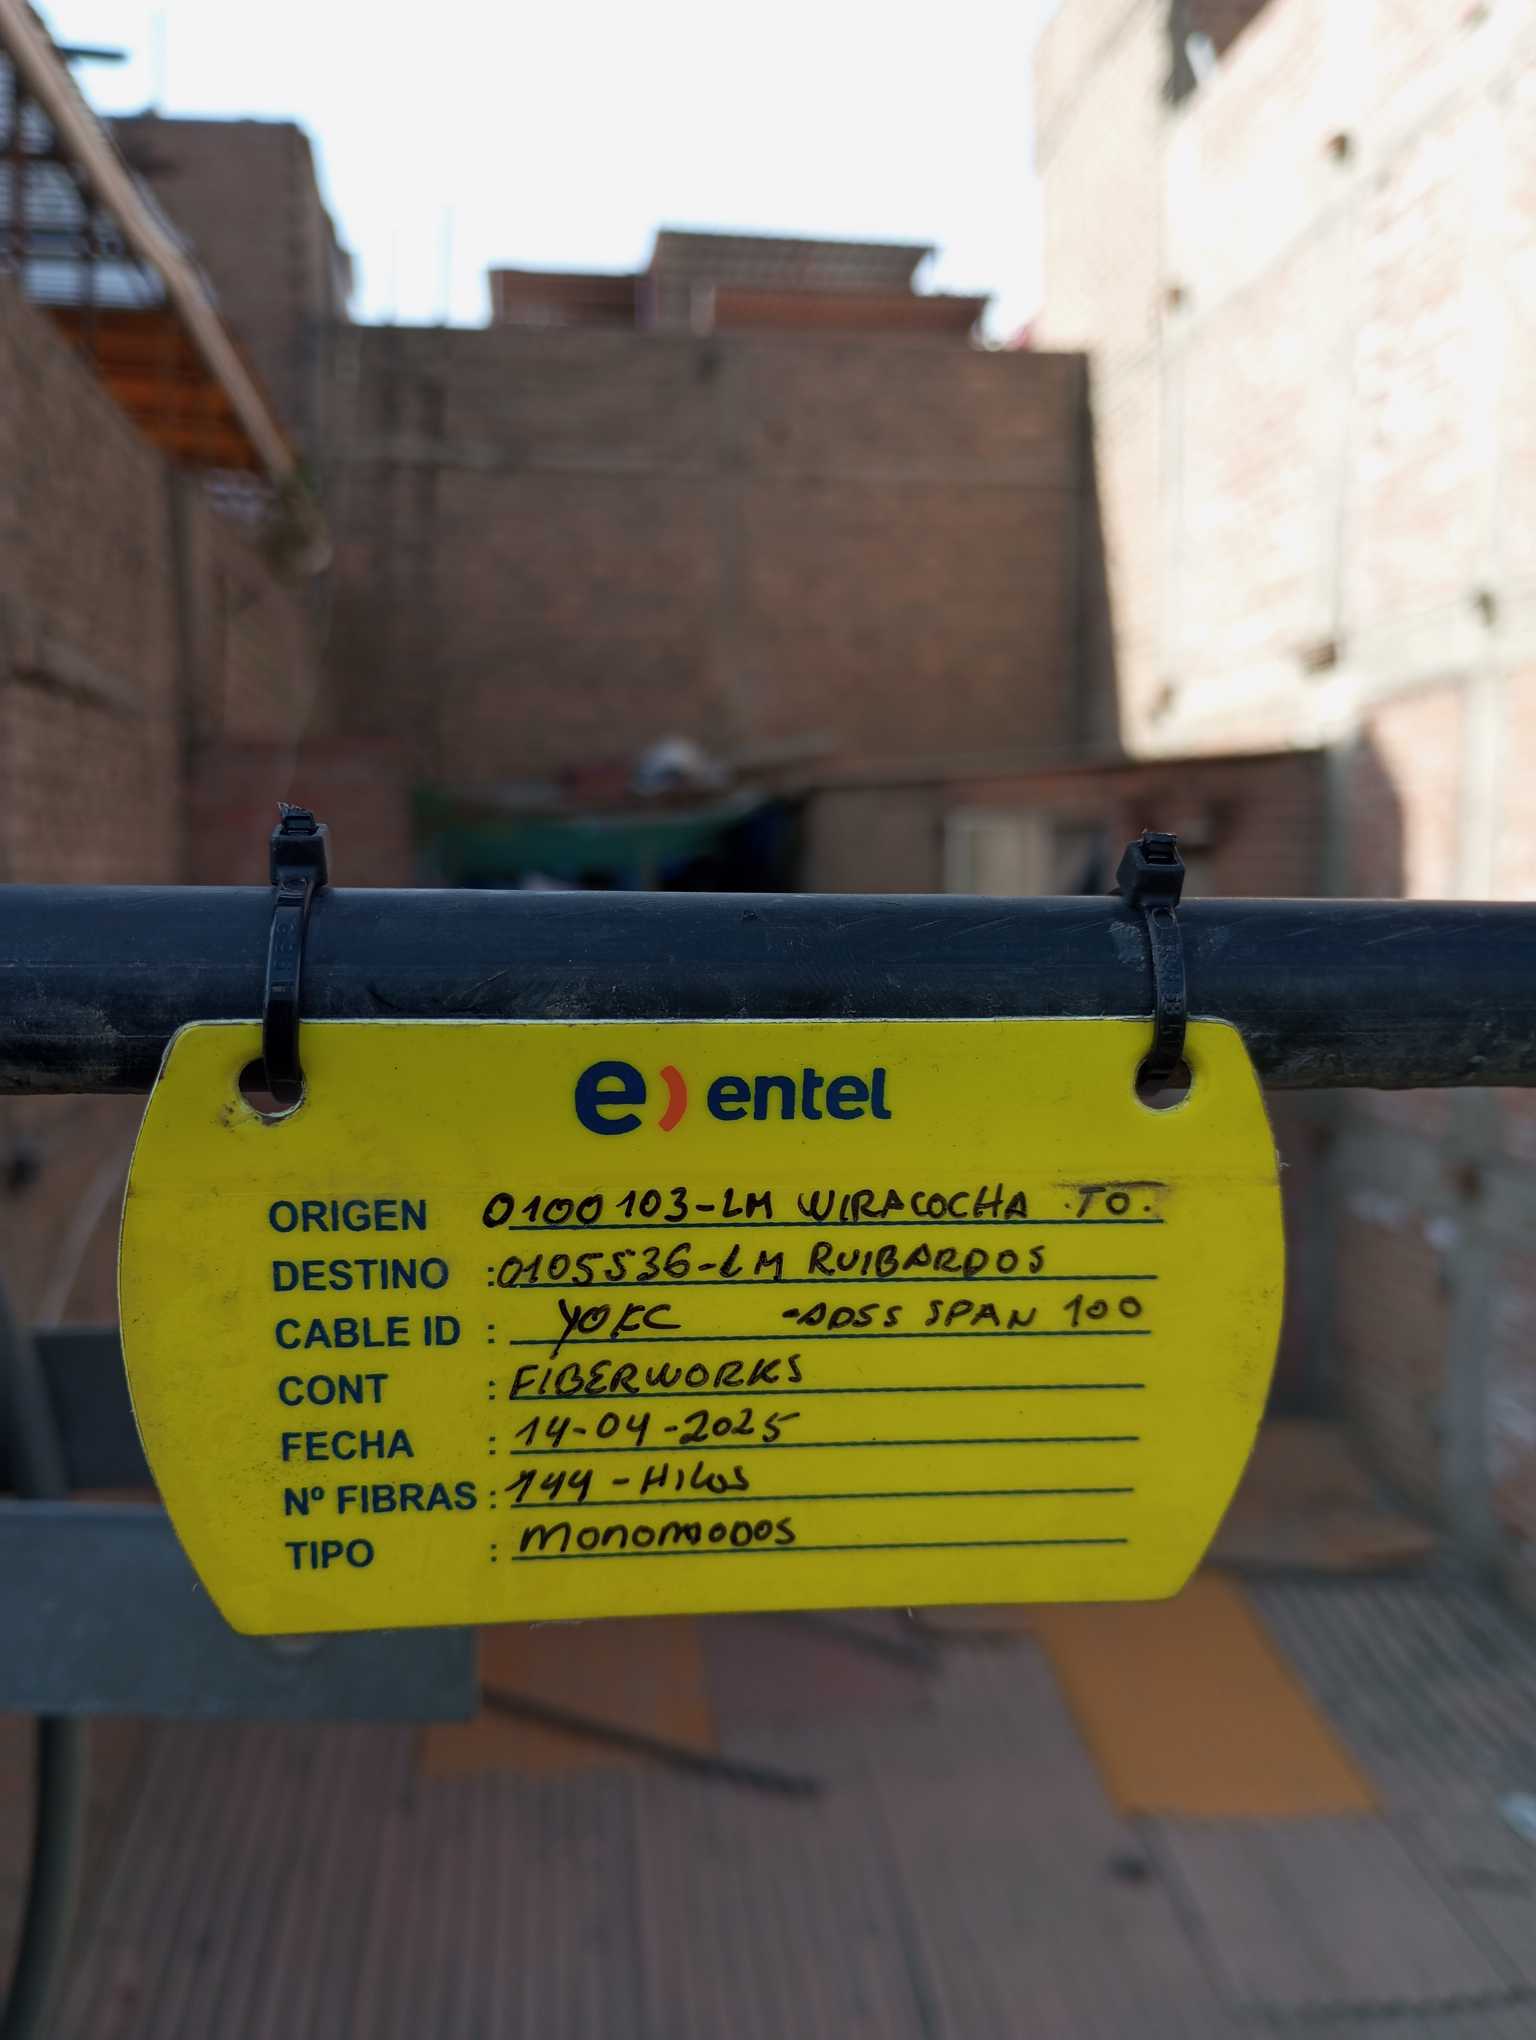 e) entel
ORIGEN 0100103-LM WIRACOCHA TO.
DESTINO :0105536-LM RUIBARDOS
CABLE ID : YOKC -ADSS SPAN 100
CONT : FIBERWORKS
FECHA : 14-04-2025
Nº FIBRAS : 144-Hilos
TIPO : MONOMODOS